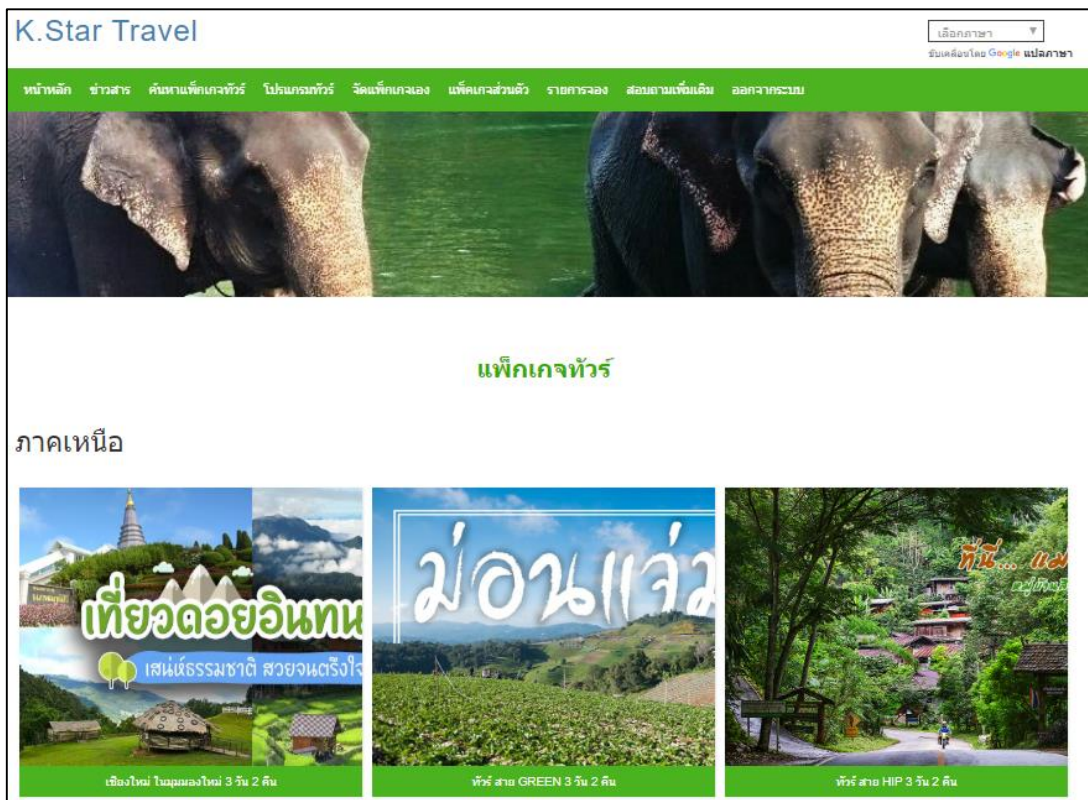 K.Star Travel
เลือกภาษา ▼
ขับเคลื่อนโดย Google แปลภาษา
หน้าหลัก ข่าวสาร ค้นหาแพ็กเกจทัวร์ โปรแกรมทัวร์ จัดแพ็กเกจเอง แพ็คเกจส่วนตัว รายการจอง สอบถามเพิ่มเติม ออกจากระบบ
แพ็กเกจทัวร์
ภาคเหนือ
เที่ยวดอยอินทน
เสน่ห์ธรรมชาติ สวยจนตรึงใจ
ม่อนแจ่ม
ที่นี่... แม
เชียงใหม่ ในมุมมองใหม่ 3 วัน 2 คืน
ทัวร์ สาย GREEN 3 วัน 2 คืน
ทัวร์ สาย HIP 3 วัน 2 คืน